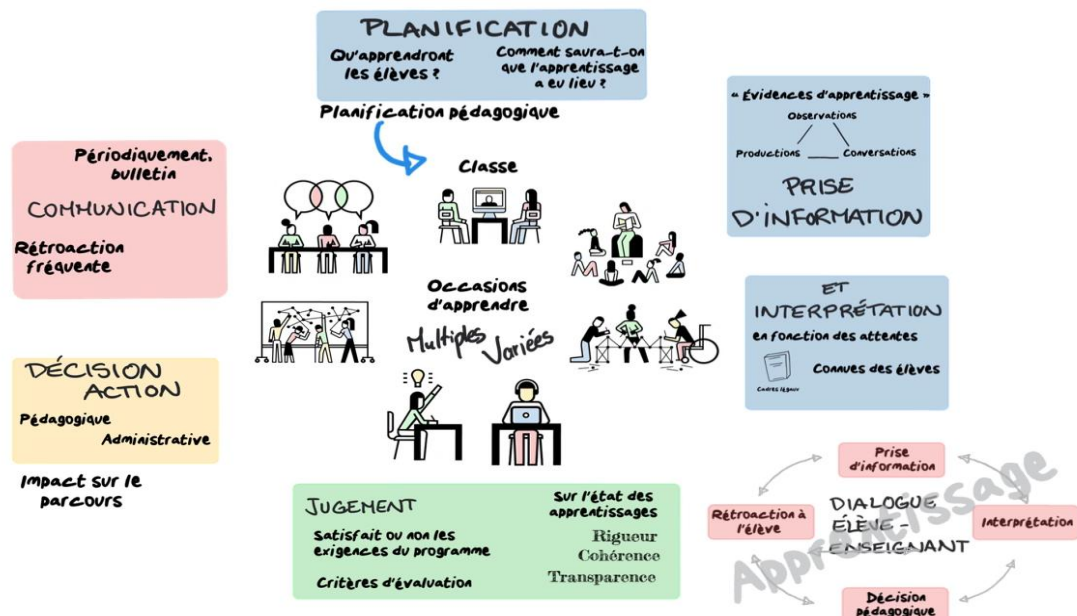 PLANIFICATION
Qu'apprendront
les élèves ?
Comment saura-t-on
que l'apprentissage
a eu lieu ?
Planification pédagogique
Classe
« Évidences d'apprentissage »
Observations
Productions
Conversations
PRISE
D'INFORMATION
ET
INTERPRÉTATION
en fonction des attentes
Connues des élèves
Cadres légaux
Occasions
d'apprendre
Multiples
Variées
Périodiquement,
bulletin
COMMUNICATION
Rétroaction
fréquente
DÉCISION
ACTION
Pédagogique
Administrative
Impact sur le
parcours
JUGEMENT
Satisfait ou non les
exigences du programme
Critères d'évaluation
Sur l'état des
apprentissages
Rigueur
Cohérence
Transparence
Prise
d'information
Rétroaction à
l'élève
DIALOGUE
ÉLÈVE -
ENSEIGNANT
Interprétation
Décision
pédagogique
Apprentissage